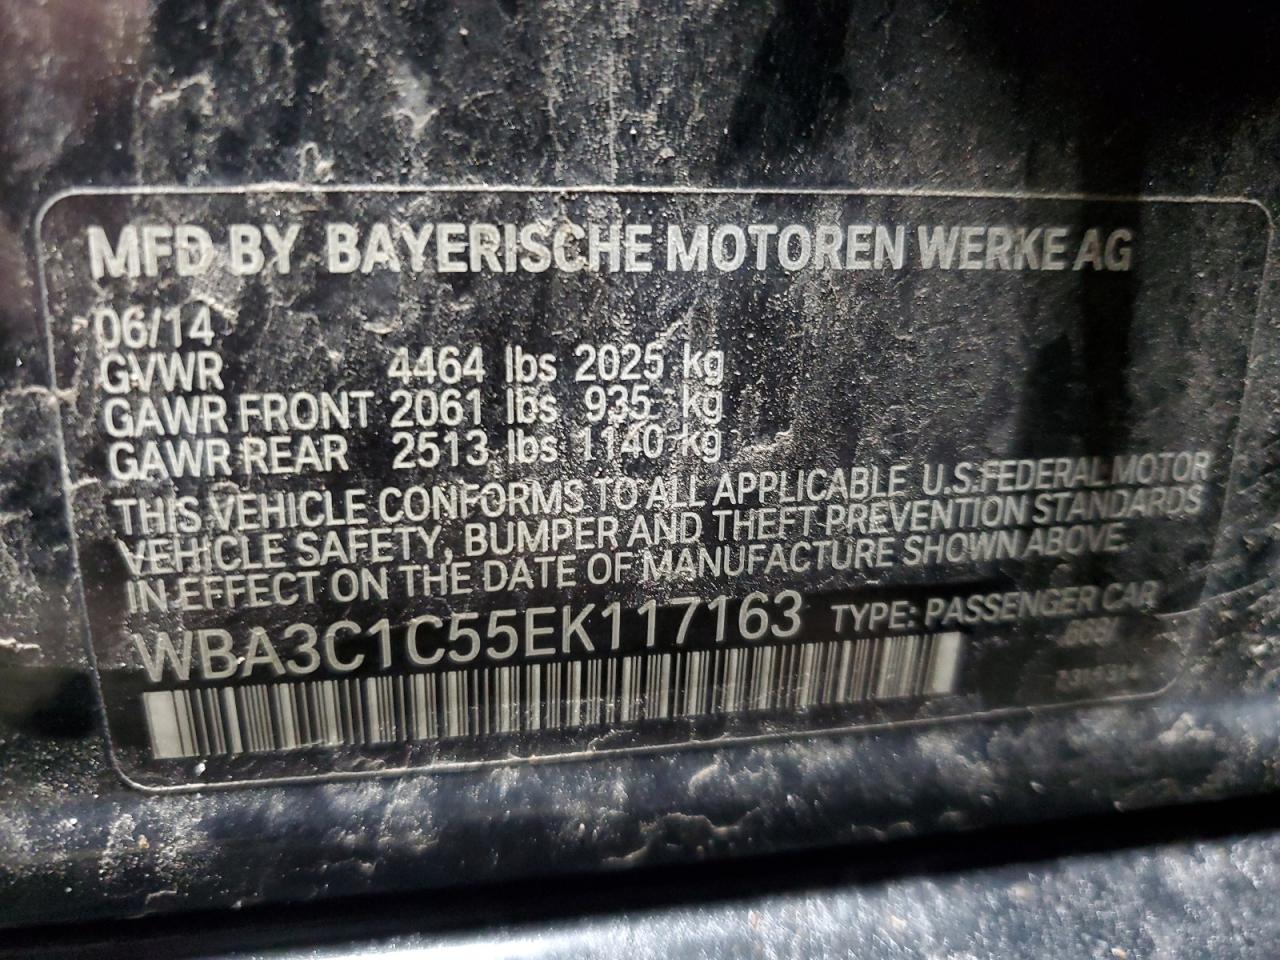 MFD BY BAYERISCHE MOTOREN WERKE AG
06/14
GVWR 4464 lbs 2025 kg
GAWR FRONT 2061 lbs 935 kg
GAWR REAR 2513 lbs 1140 kg
THIS VEHICLE CONFORMS TO ALL APPLICABLE U.S.FEDERAL MOTOR
VEHICLE SAFETY, BUMPER AND THEFT PREVENTION STANDARDS
IN EFFECT ON THE DATE OF MANUFACTURE SHOWN ABOVE
WBA3C1C55EK117163 TYPE: PASSENGER CAR